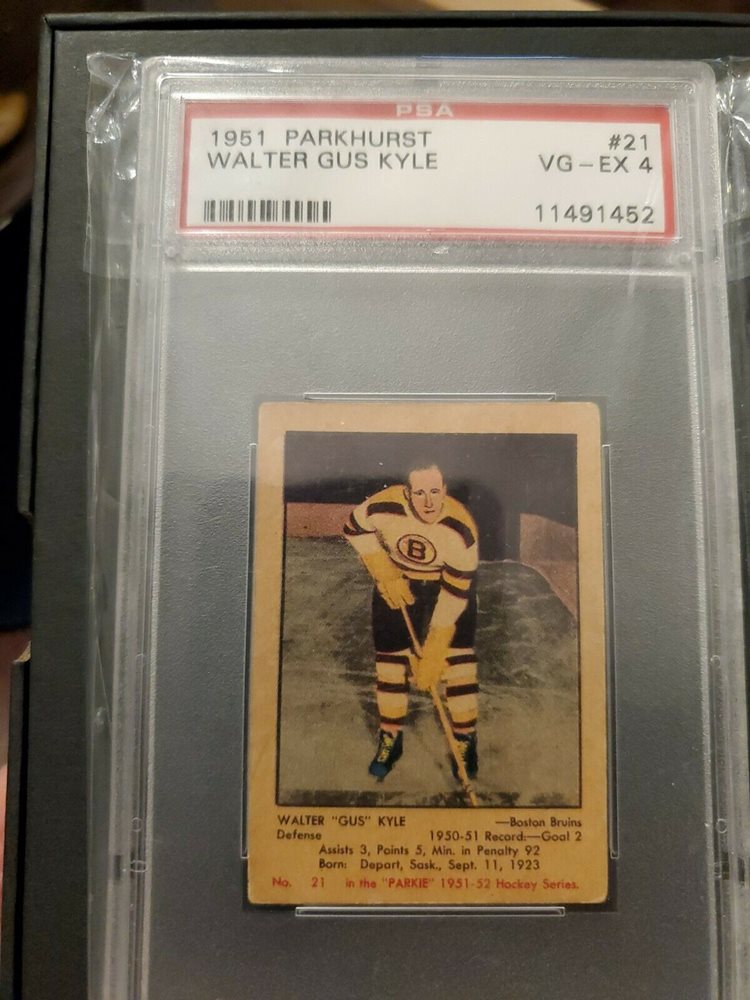 PSA
1951 PARKHURST #21
WALTER GUS KYLE VG-EX 4
11491452
B
WALTER "GUS" KYLE —Boston Bruins
Defense 1950-51 Record:—Goal 2
Assists 3, Points 5, Min. in Penalty 92
Born: Depart, Sask., Sept. 11, 1923
No. 21 in the "PARKIE" 1951-52 Hockey Series.